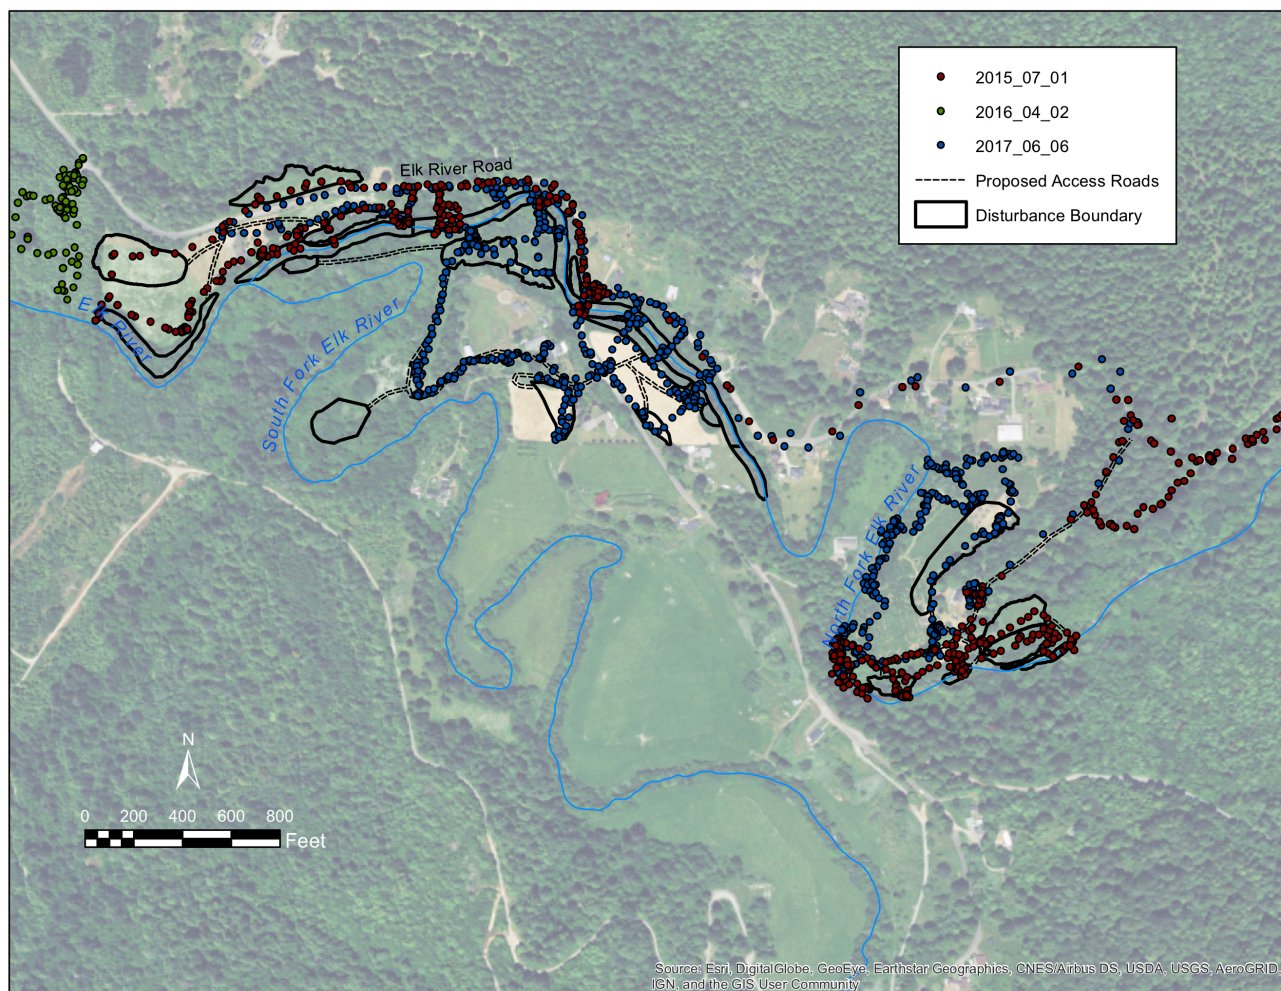 2015_07_01
2016_04_02
2017_06_06
Proposed Access Roads
Disturbance Boundary
Elk River Road
Elk River
South Fork Elk River
North Fork Elk River
N
0 200 400 600 800
Feet
Source: Esri, DigitalGlobe, GeoEye, Earthstar Geographics, CNES/Airbus DS, USDA, USGS, AeroGRID,
IGN, and the GIS User Community